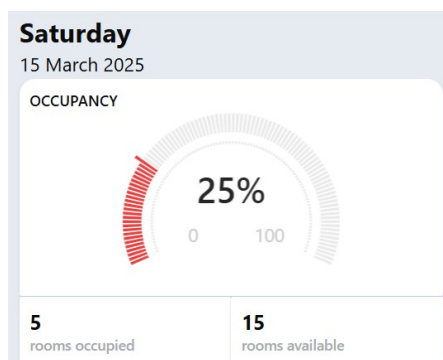 Saturday
15 March 2025
OCCUPANCY
25%
0 100
5 15
rooms occupied rooms available